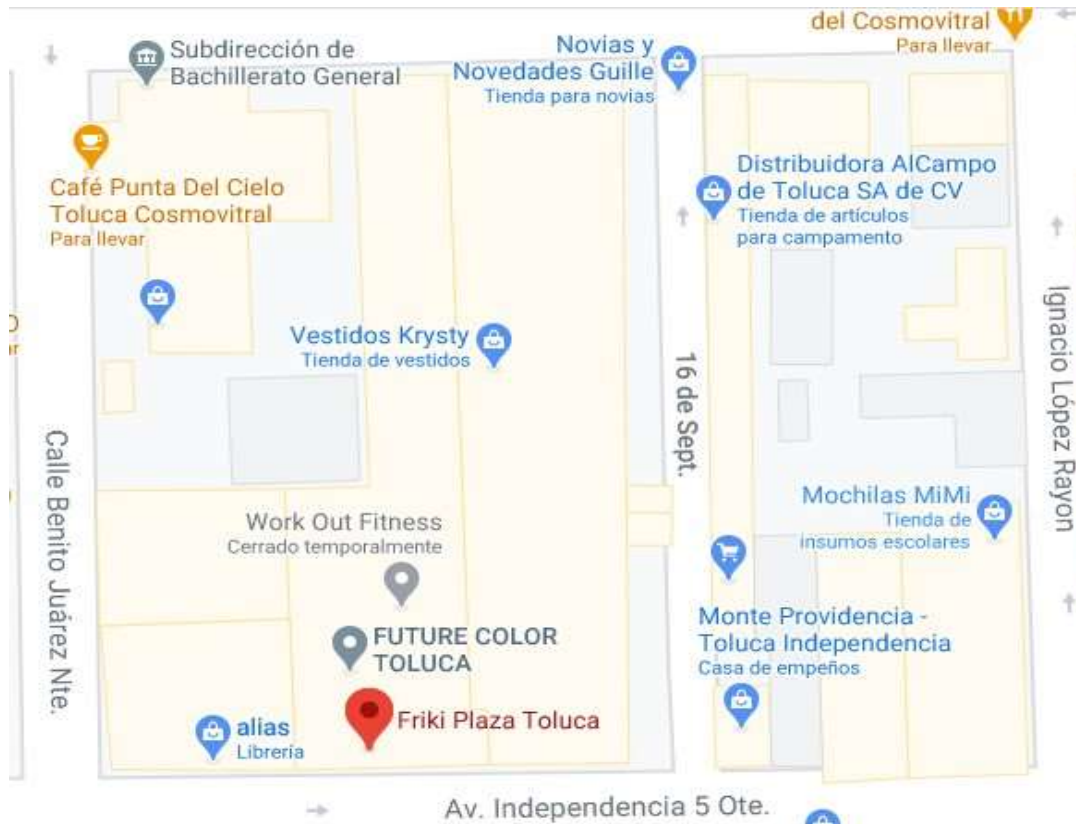 del Cosmovitral
Para llevar
Subdirección de
Bachillerato General
Novias y
Novedades Guille
Tienda para novias
Café Punta Del Cielo
Toluca Cosmovitral
Para llevar
Distribuidora AlCampo
de Toluca SA de CV
Tienda de artículos
para campamento
Vestidos Krysty
Tienda de vestidos
16 de Sept.
Ignacio López Rayon
Calle Benito Juárez Nte.
Work Out Fitness
Cerrado temporalmente
Mochilas MiMi
Tienda de
insumos escolares
FUTURE COLOR
TOLUCA
Monte Providencia -
Toluca Independencia
Casa de empeños
Friki Plaza Toluca
alias
Librería
Av. Independencia 5 Ote.